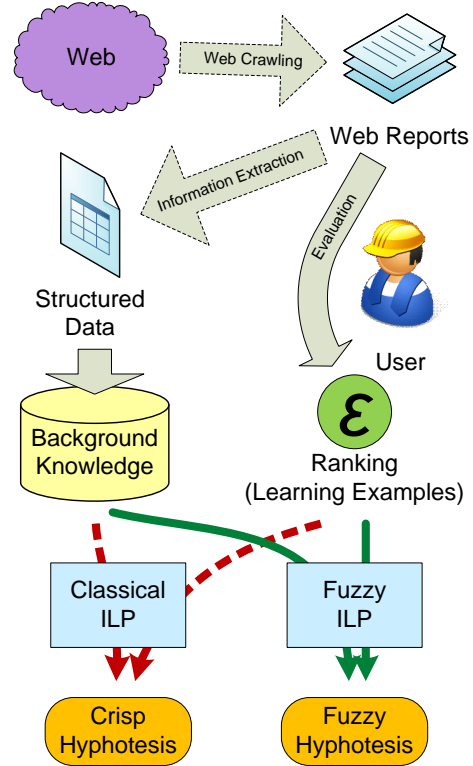 Web
Web Crawling
Web Reports
Information Extraction
Evaluation
Structured
Data
User
ε
Background
Knowledge
Ranking
(Learning Examples)
Classical
ILP
Fuzzy
ILP
Crisp
Hyphotesis
Fuzzy
Hyphotesis